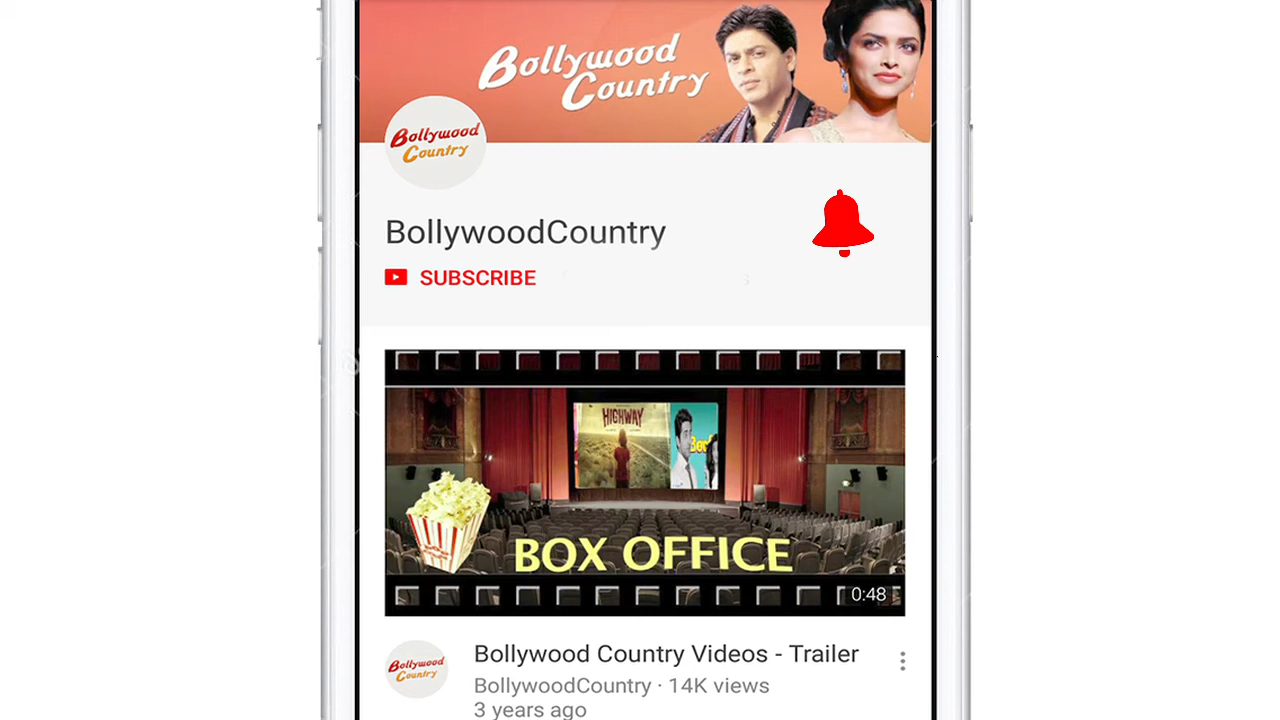 Bollywood
Country
Bollywood
Country
BollywoodCountry
SUBSCRIBE
HIGHWAY
BOX OFFICE
0:48
Bollywood
Country
Bollywood Country Videos - Trailer
BollywoodCountry · 14K views
3 years ago